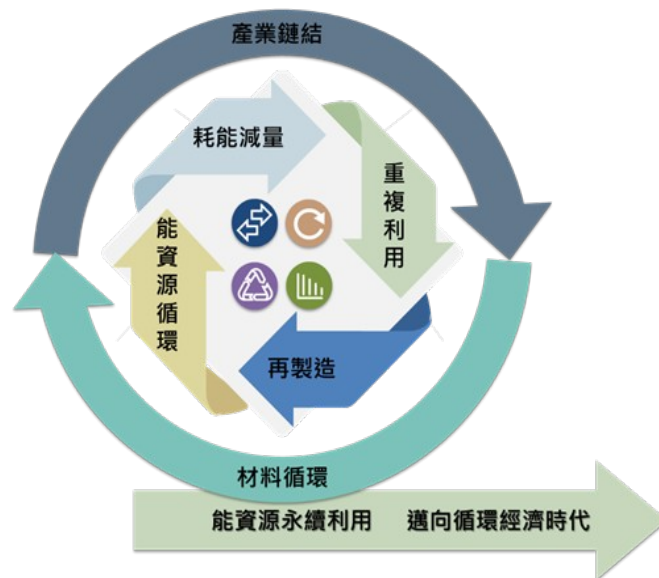 產業鏈結
耗能減量
重複利用
能資源循環
再製造
材料循環
能資源永續利用 邁向循環經濟時代